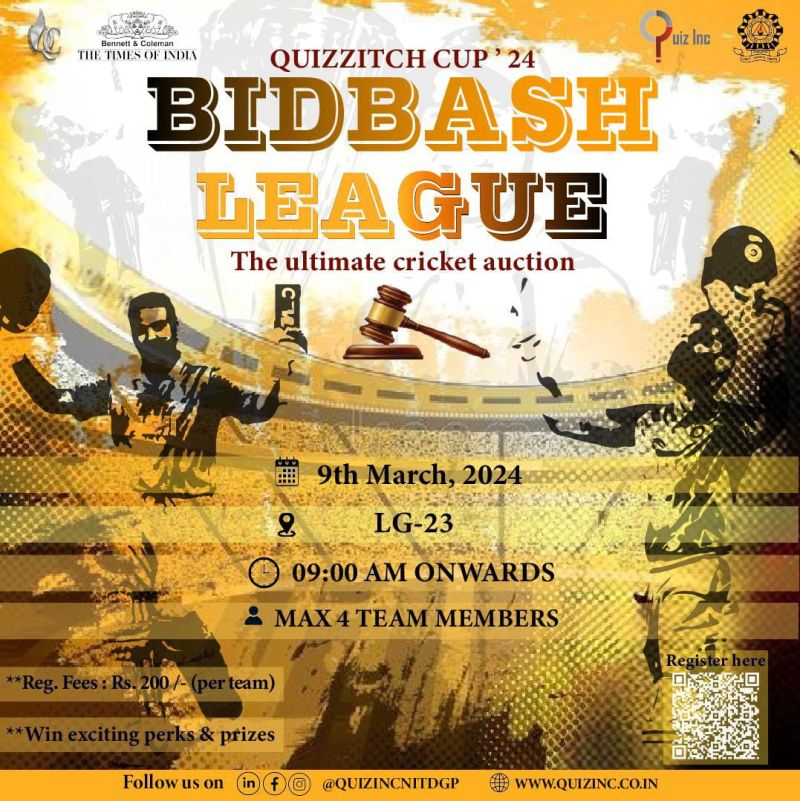 Bennett & Coleman
THE TIMES OF INDIA
Quiz Inc
QUIZZITCH CUP ’ 24
BIDBASH
LEAGUE
The ultimate cricket auction
9th March, 2024
LG-23
09:00 AM ONWARDS
MAX 4 TEAM MEMBERS
Register here
**Reg. Fees : Rs. 200 /- (per team)
**Win exciting perks & prizes
Follow us on
@QUIZINCNITDGP
WWW.QUIZINC.CO.IN